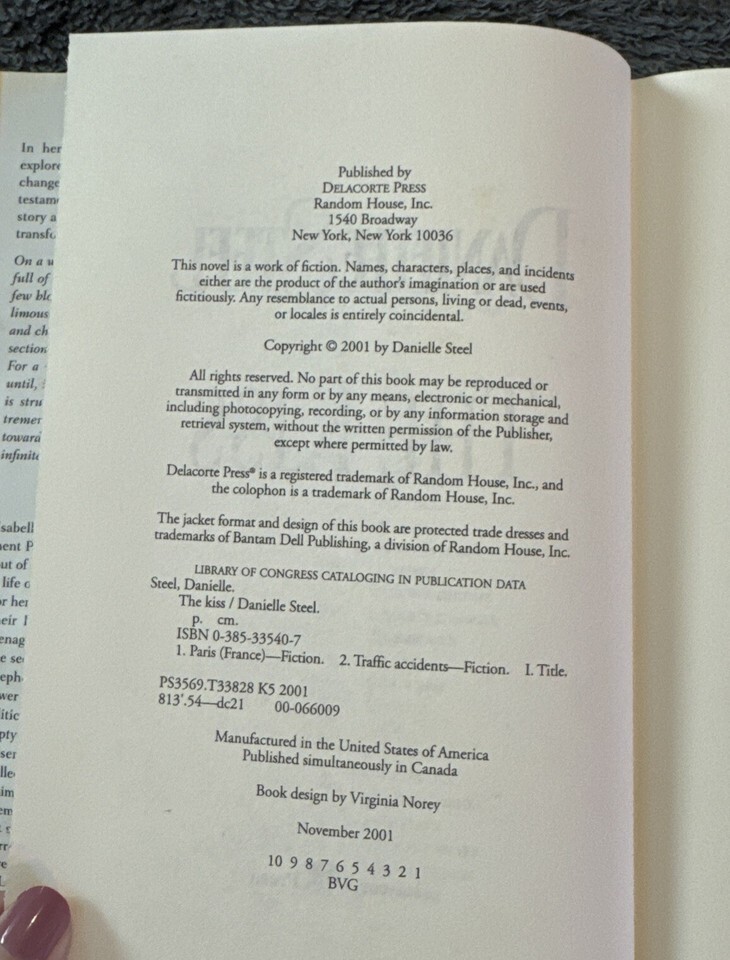 Published by
DELACORTE PRESS
Random House, Inc.
1540 Broadway
New York, New York 10036
This novel is a work of fiction. Names, characters, places, and incidents
either are the product of the author's imagination or are used
fictitiously. Any resemblance to actual persons, living or dead, events,
or locales is entirely coincidental.
Copyright © 2001 by Danielle Steel
All rights reserved. No part of this book may be reproduced or
transmitted in any form or by any means, electronic or mechanical,
including photocopying, recording, or by any information storage and
retrieval system, without the written permission of the Publisher,
except where permitted by law.
Delacorte Press® is a registered trademark of Random House, Inc., and
the colophon is a trademark of Random House, Inc.
The jacket format and design of this book are protected trade dresses and
trademarks of Bantam Dell Publishing, a division of Random House, Inc.
LIBRARY OF CONGRESS CATALOGING IN PUBLICATION DATA
Steel, Danielle.
The kiss / Danielle Steel.
p. cm.
ISBN 0-385-33540-7
1. Paris (France)—Fiction. 2. Traffic accidents—Fiction. I. Title.
PS3569.T33828 K5 2001
813'.54—dc21 00-066009
Manufactured in the United States of America
Published simultaneously in Canada
Book design by Virginia Norey
November 2001
10 9 8 7 6 5 4 3 2 1
BVG
In her
explore
change
story a
On a
full of
few
and
section
For a
until,
is
toward
out of
life